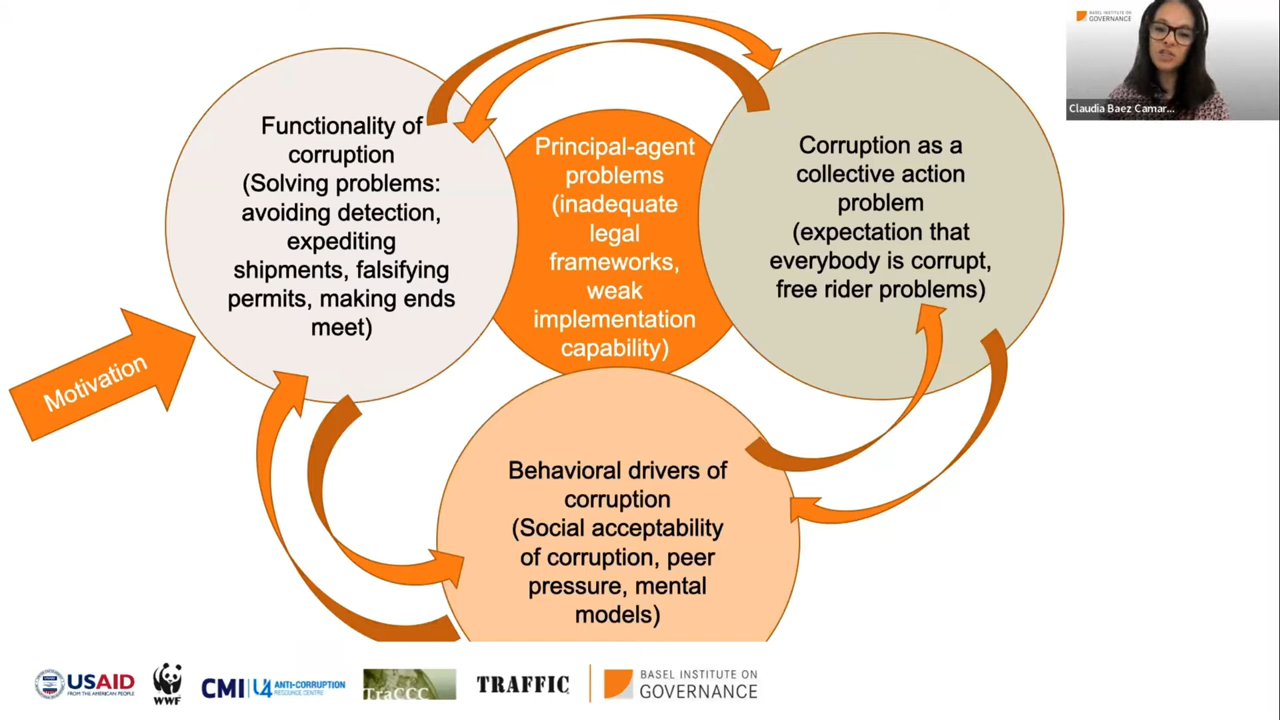 BASEL INSTITUTE ON
GOVERNANCE
Claudia Baez Camar...
Functionality of
corruption
(Solving problems:
avoiding detection,
expediting
shipments, falsifying
permits, making ends
meet)
Principal-agent
problems
(inadequate
legal
frameworks,
weak
implementation
capability)
Corruption as a
collective action
problem
(expectation that
everybody is corrupt,
free rider problems)
Motivation
Behavioral drivers of
corruption
(Social acceptability
of corruption, peer
pressure, mental
models)
USAID
FROM THE AMERICAN PEOPLE
WWF
CMI U4 ANTI-CORRUPTION
RESOURCE CENTRE
TraCCC
TRAFFIC
BASEL INSTITUTE ON
GOVERNANCE